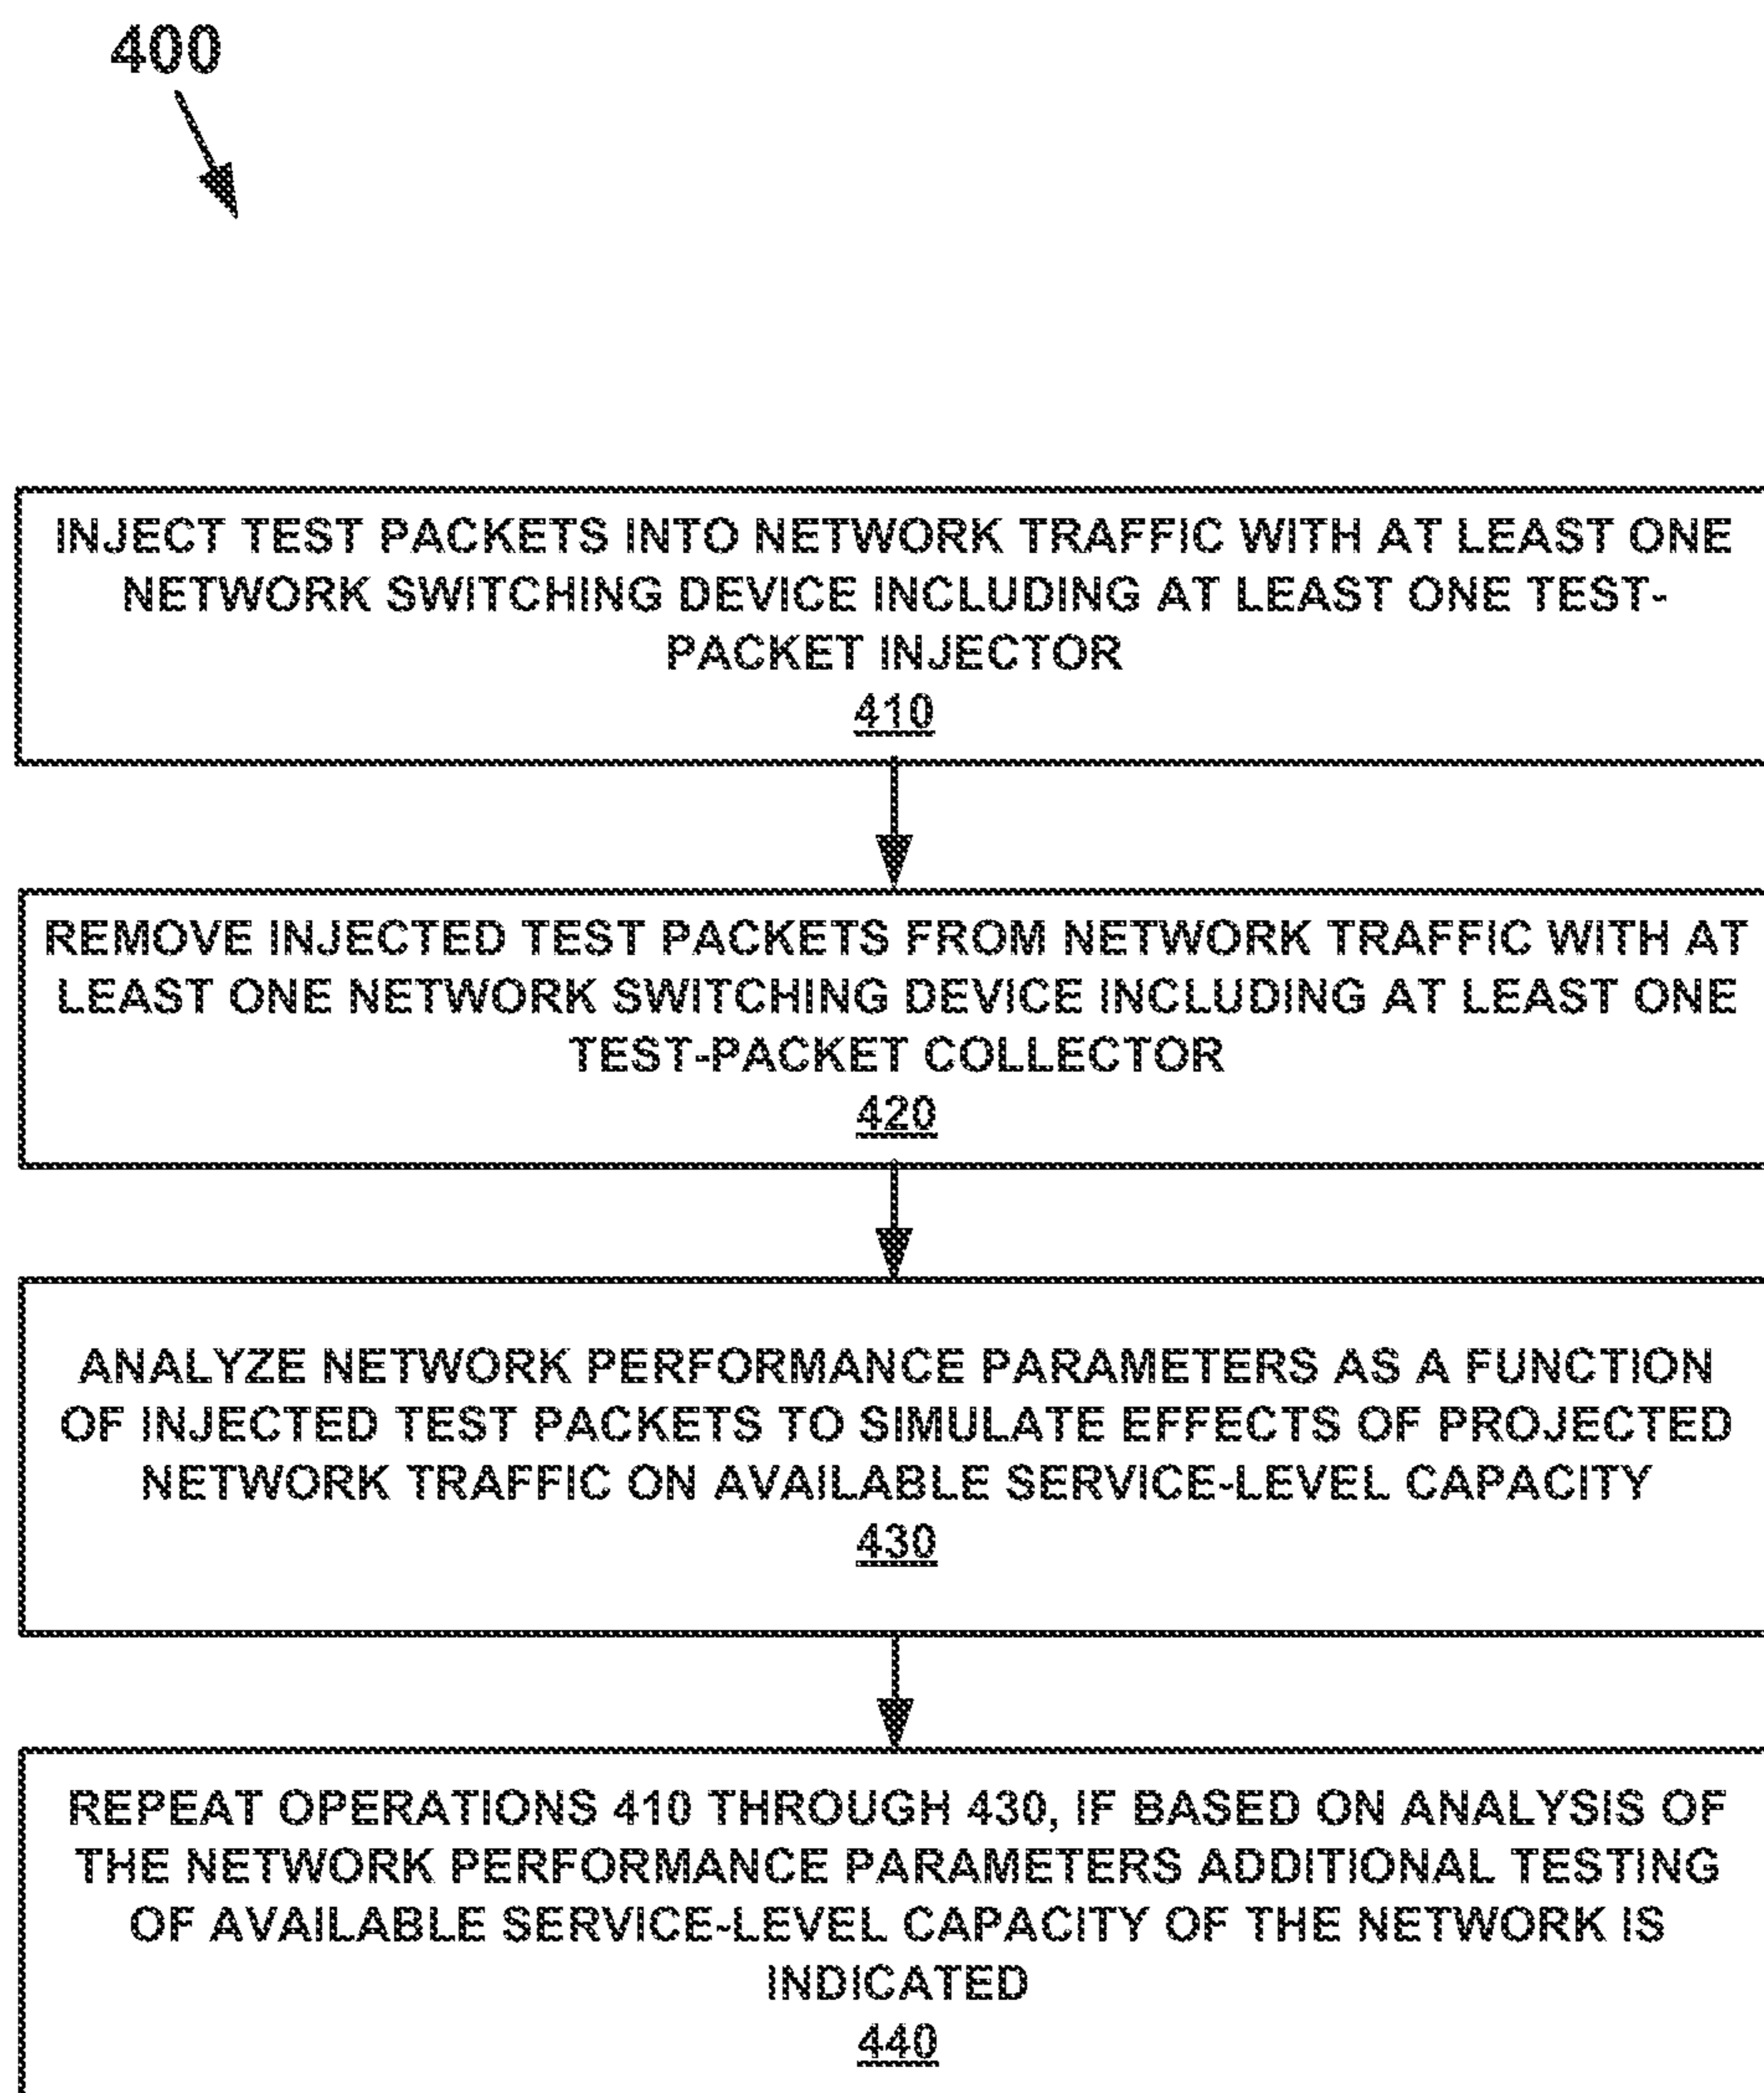 400
INJECT TEST PACKETS INTO NETWORK TRAFFIC WITH AT LEAST ONE
NETWORK SWITCHING DEVICE INCLUDING AT LEAST ONE TEST-
PACKET INJECTOR
410
REMOVE INJECTED TEST PACKETS FROM NETWORK TRAFFIC WITH AT
LEAST ONE NETWORK SWITCHING DEVICE INCLUDING AT LEAST ONE
TEST-PACKET COLLECTOR
420
ANALYZE NETWORK PERFORMANCE PARAMETERS AS A FUNCTION
OF INJECTED TEST PACKETS TO SIMULATE EFFECTS OF PROJECTED
NETWORK TRAFFIC ON AVAILABLE SERVICE-LEVEL CAPACITY
430
REPEAT OPERATIONS 410 THROUGH 430, IF BASED ON ANALYSIS OF
THE NETWORK PERFORMANCE PARAMETERS ADDITIONAL TESTING
OF AVAILABLE SERVICE-LEVEL CAPACITY OF THE NETWORK IS
INDICATED
440